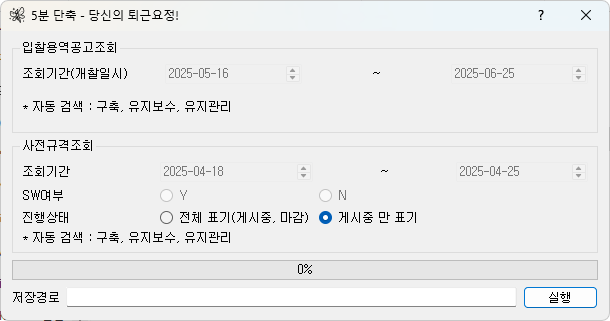 5분 단축 - 당신의 퇴근요정!
입찰용역공고조회
조회기간(개찰일시) 2025-05-16 ~ 2025-06-25
* 자동 검색 : 구축, 유지보수, 유지관리
사전규격조회
조회기간 2025-04-18 ~ 2025-04-25
SW여부 Y N
진행상태 전체 표기(게시중, 마감) 게시중 만 표기
* 자동 검색 : 구축, 유지보수, 유지관리
0%
저장경로 실행